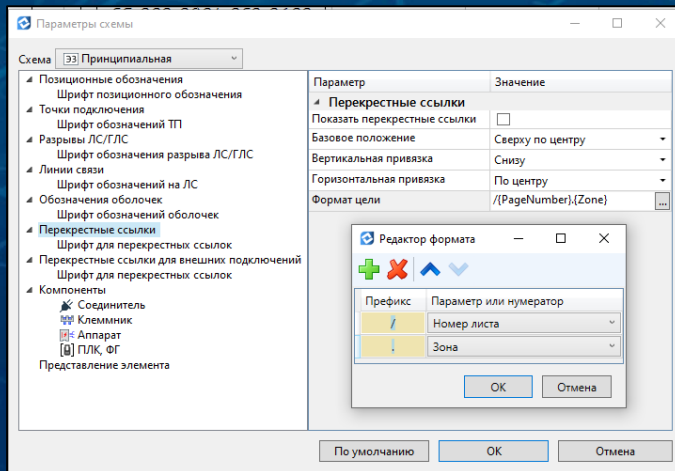 Параметры схемы
Схема Э3 Принципиальная
Позиционные обозначения
Шрифт позиционного обозначения
Точки подключения
Шрифт обозначений ТП
Разрывы ЛС/ГЛС
Шрифт обозначения разрыва ЛС/ГЛС
Линии связи
Шрифт обозначений на ЛС
Обозначения оболочек
Шрифт обозначений оболочек
Перекрестные ссылки
Шрифт для перекрестных ссылок
Перекрестные ссылки для внешних подключений
Шрифт для перекрестных ссылок
Компоненты
Соединитель
Клеммник
Аппарат
ПЛК, ФГ
Представление элемента
Параметр Значение
Перекрестные ссылки
Показать перекрестные ссылки
Базовое положение Сверху по центру
Вертикальная привязка Снизу
Горизонтальная привязка По центру
Формат цели /{PageNumber}.{Zone} ...
Редактор формата
Префикс Параметр или нумератор
/ Номер листа
. Зона
ОК Отмена
По умолчанию ОК Отмена